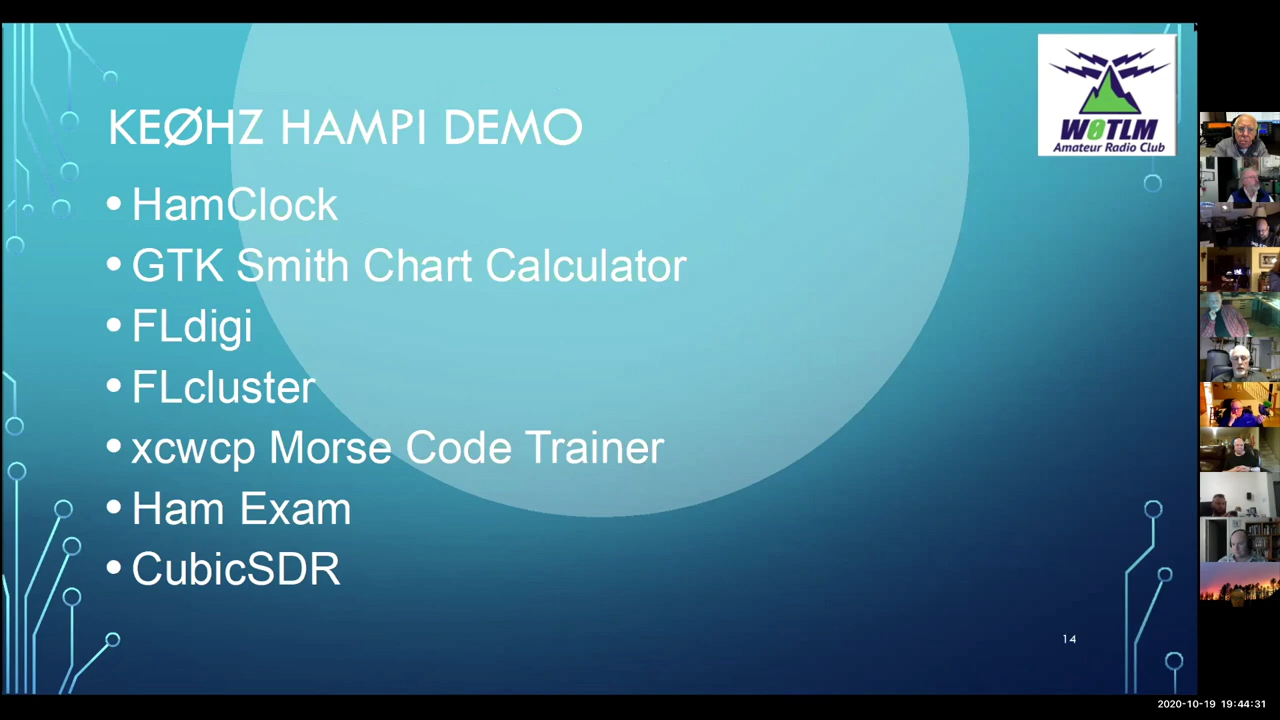 WØTLM
Amateur Radio Club
KEØHZ HAMPI DEMO
• HamClock
• GTK Smith Chart Calculator
• FLdigi
• FLcluster
• xcwcp Morse Code Trainer
• Ham Exam
• CubicSDR
14
2020-10-19 19:44:31